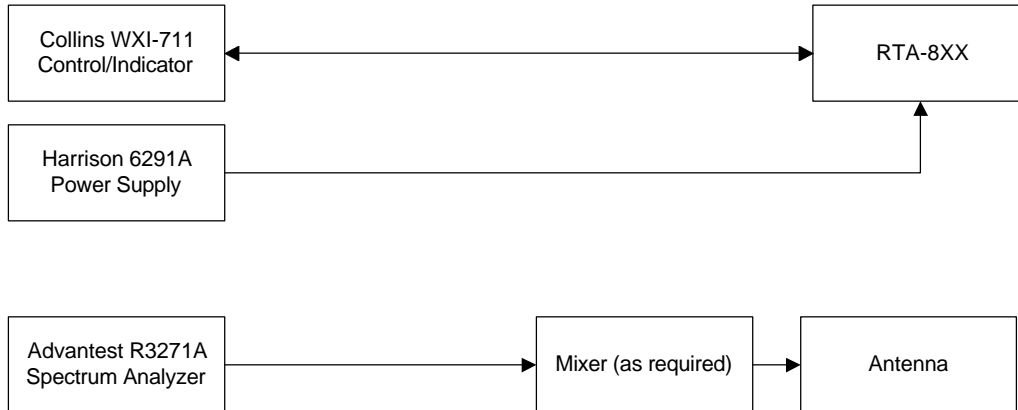 Collins WXI-711
Control/Indicator
RTA-8XX
Harrison 6291A
Power Supply
Advantest R3271A
Spectrum Analyzer
Mixer (as required)
Antenna